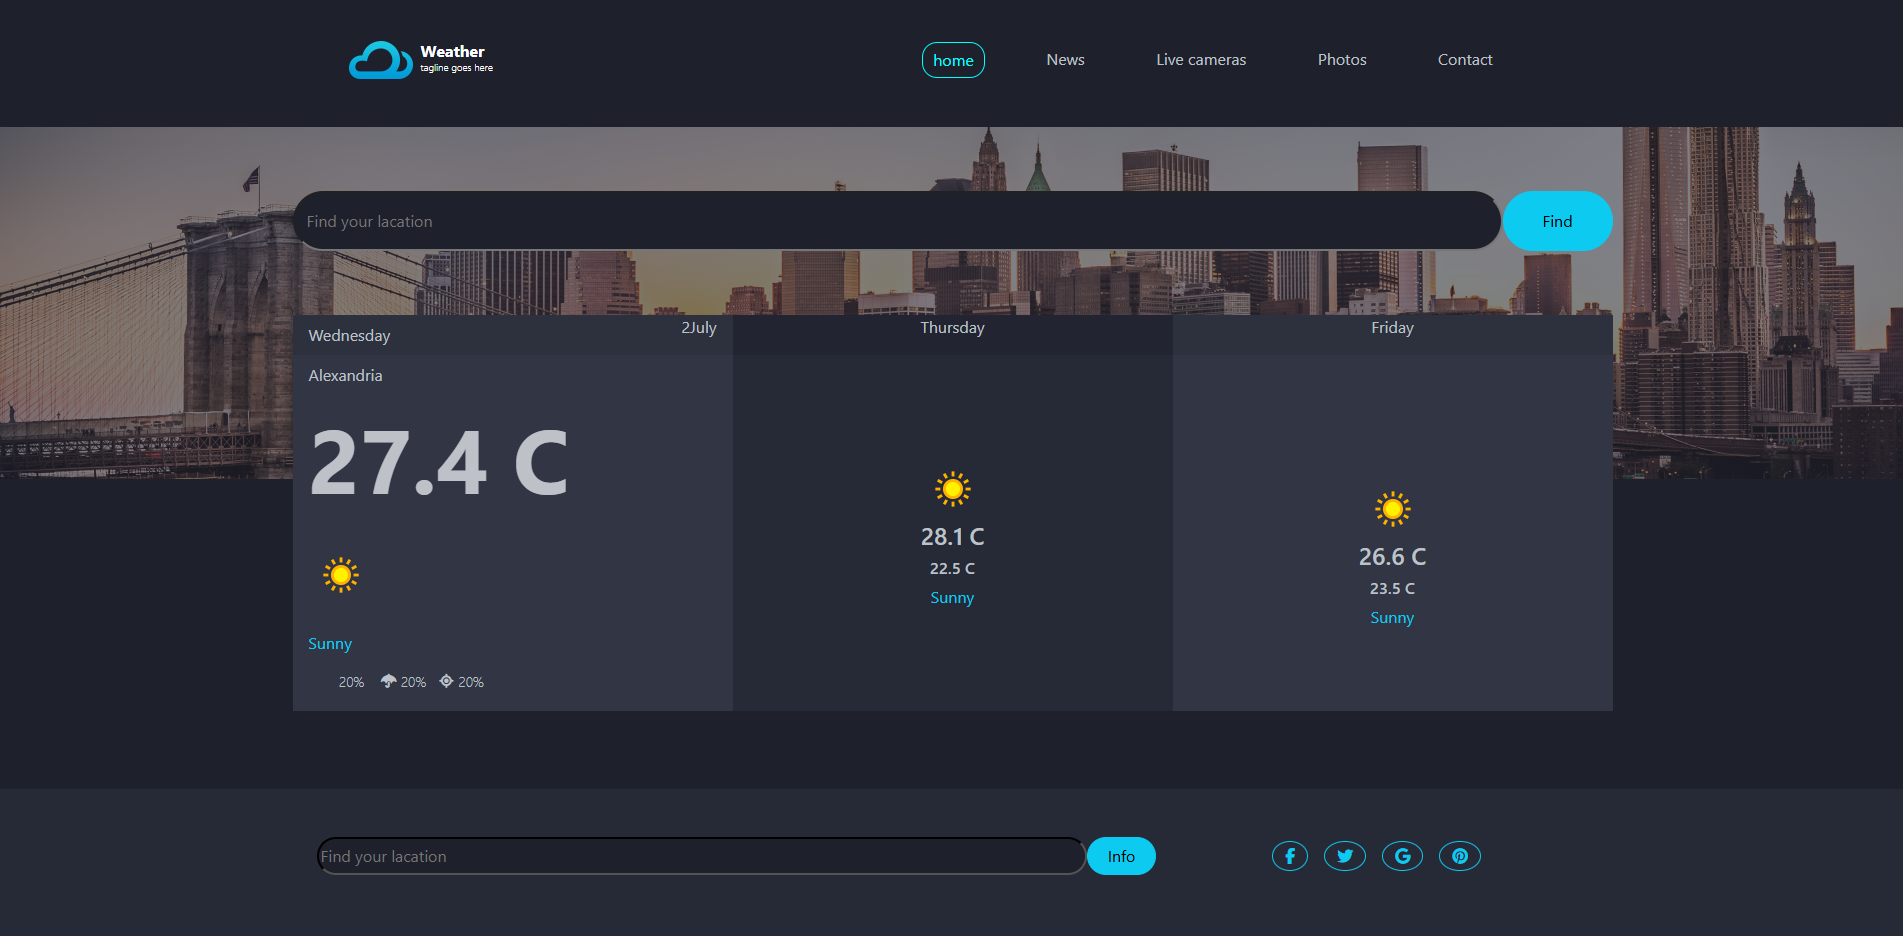 Weather
tagline goes here
home
News
Live cameras
Photos
Contact
Find your lacation
Find
Wednesday
2July
Thursday
Friday
Alexandria
27.4 C
Sunny
20%
20%
20%
28.1 C
22.5 C
Sunny
26.6 C
23.5 C
Sunny
Find your lacation
Info